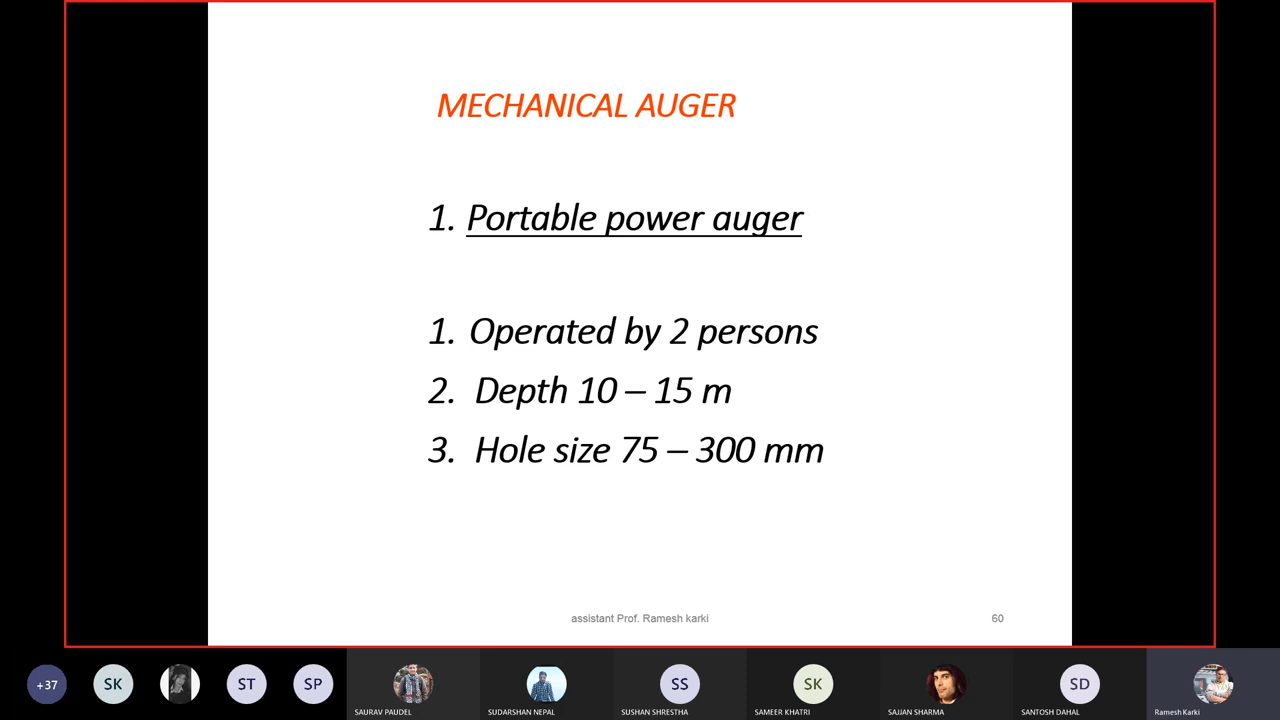 MECHANICAL AUGER
1. Portable power auger
1. Operated by 2 persons
2. Depth 10 – 15 m
3. Hole size 75 – 300 mm
assistant Prof. Ramesh karki
60
+37
SK
ST
SP
SAURAV PAUDEL
SUDARSHAN NEPAL
SS
SUSHAN SHRESTHA
SK
SAMEER KHATRI
SAJJAN SHARMA
SD
SANTOSH DAHAL
Ramesh Karki